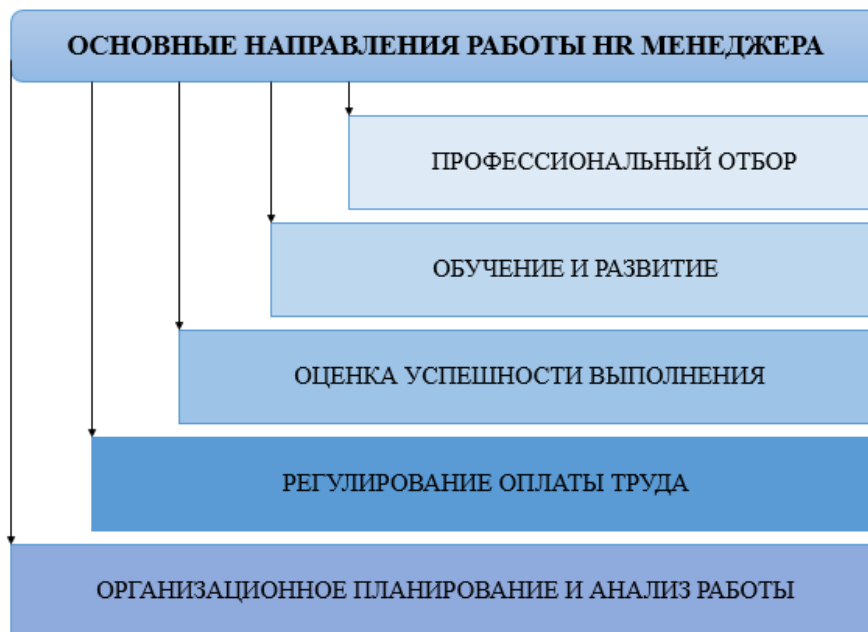 ОСНОВНЫЕ НАПРАВЛЕНИЯ РАБОТЫ HR МЕНЕДЖЕРА
ПРОФЕССИОНАЛЬНЫЙ ОТБОР
ОБУЧЕНИЕ И РАЗВИТИЕ
ОЦЕНКА УСПЕШНОСТИ ВЫПОЛНЕНИЯ
РЕГУЛИРОВАНИЕ ОПЛАТЫ ТРУДА
ОРГАНИЗАЦИОННОЕ ПЛАНИРОВАНИЕ И АНАЛИЗ РАБОТЫ